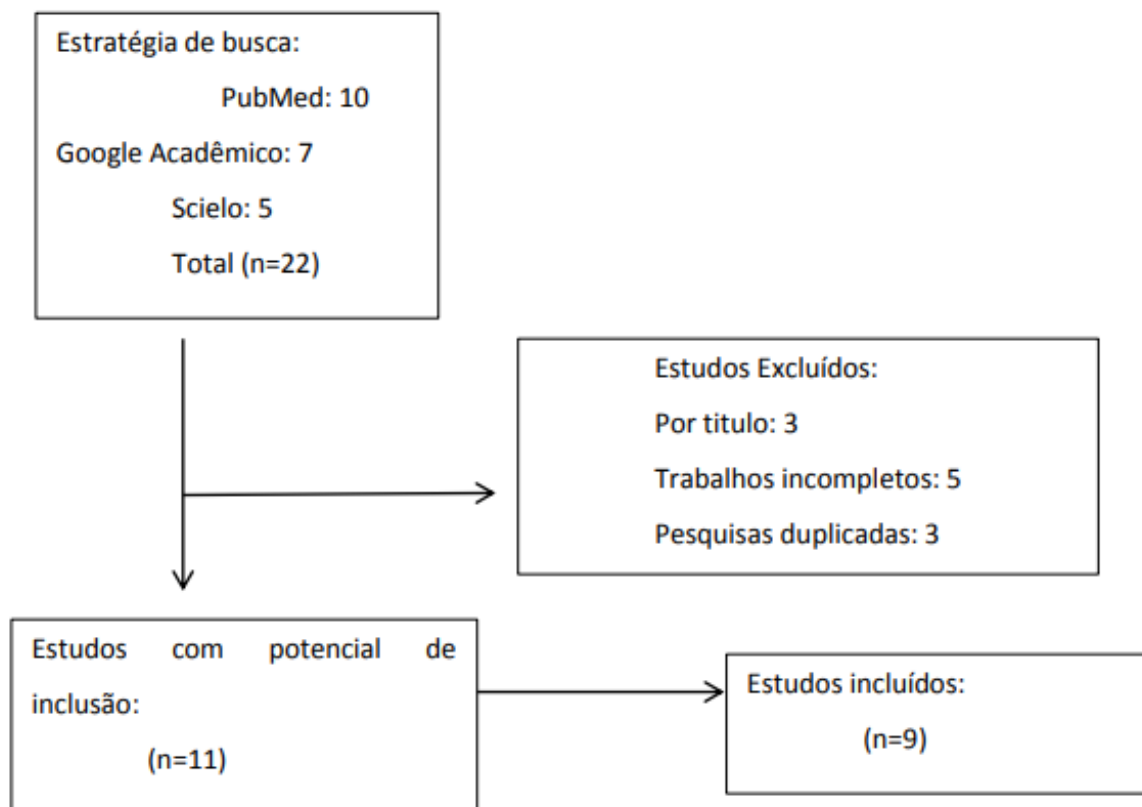 Estratégia de busca:
PubMed: 10
Google Acadêmico: 7
Scielo: 5
Total (n=22)
Estudos Excluídos:
Por titulo: 3
Trabalhos incompletos: 5
Pesquisas duplicadas: 3
Estudos com potencial de
inclusão:
(n=11)
Estudos incluídos:
(n=9)